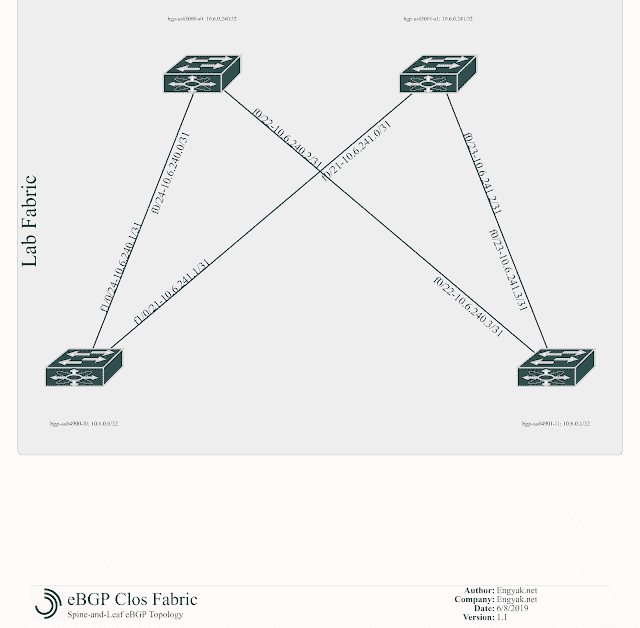 bgp-as65000-s0: 10.6.0.240/32
bgp-as65001-s1: 10.6.0.241/32
f0/22-10.6.240.2/31
f0/21-10.6.241.0/31
f0/24-10.6.240.0/31
f0/23-10.6.241.2/31
Lab Fabric
f1/0/24-10.6.240.1/31
f1/0/21-10.6.241.1/31
f0/23-10.6.241.3/31
f0/22-10.6.240.3/31
bgp-as64900-l0: 10.6.0.0/32
bgp-as64901-l1: 10.6.0.1/32
eBGP Clos Fabric
Spine-and-Leaf eBGP Topology
Author: Engyak.net
Company: Engyak.net
Date: 6/8/2019
Version: 1.1